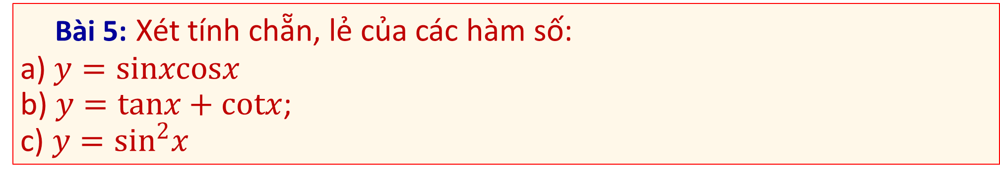 Bài 5: Xét tính chẵn, lẻ của các hàm số:
a) y = sinxcosx
b) y = tanx + cotx;
c) y = sin²x